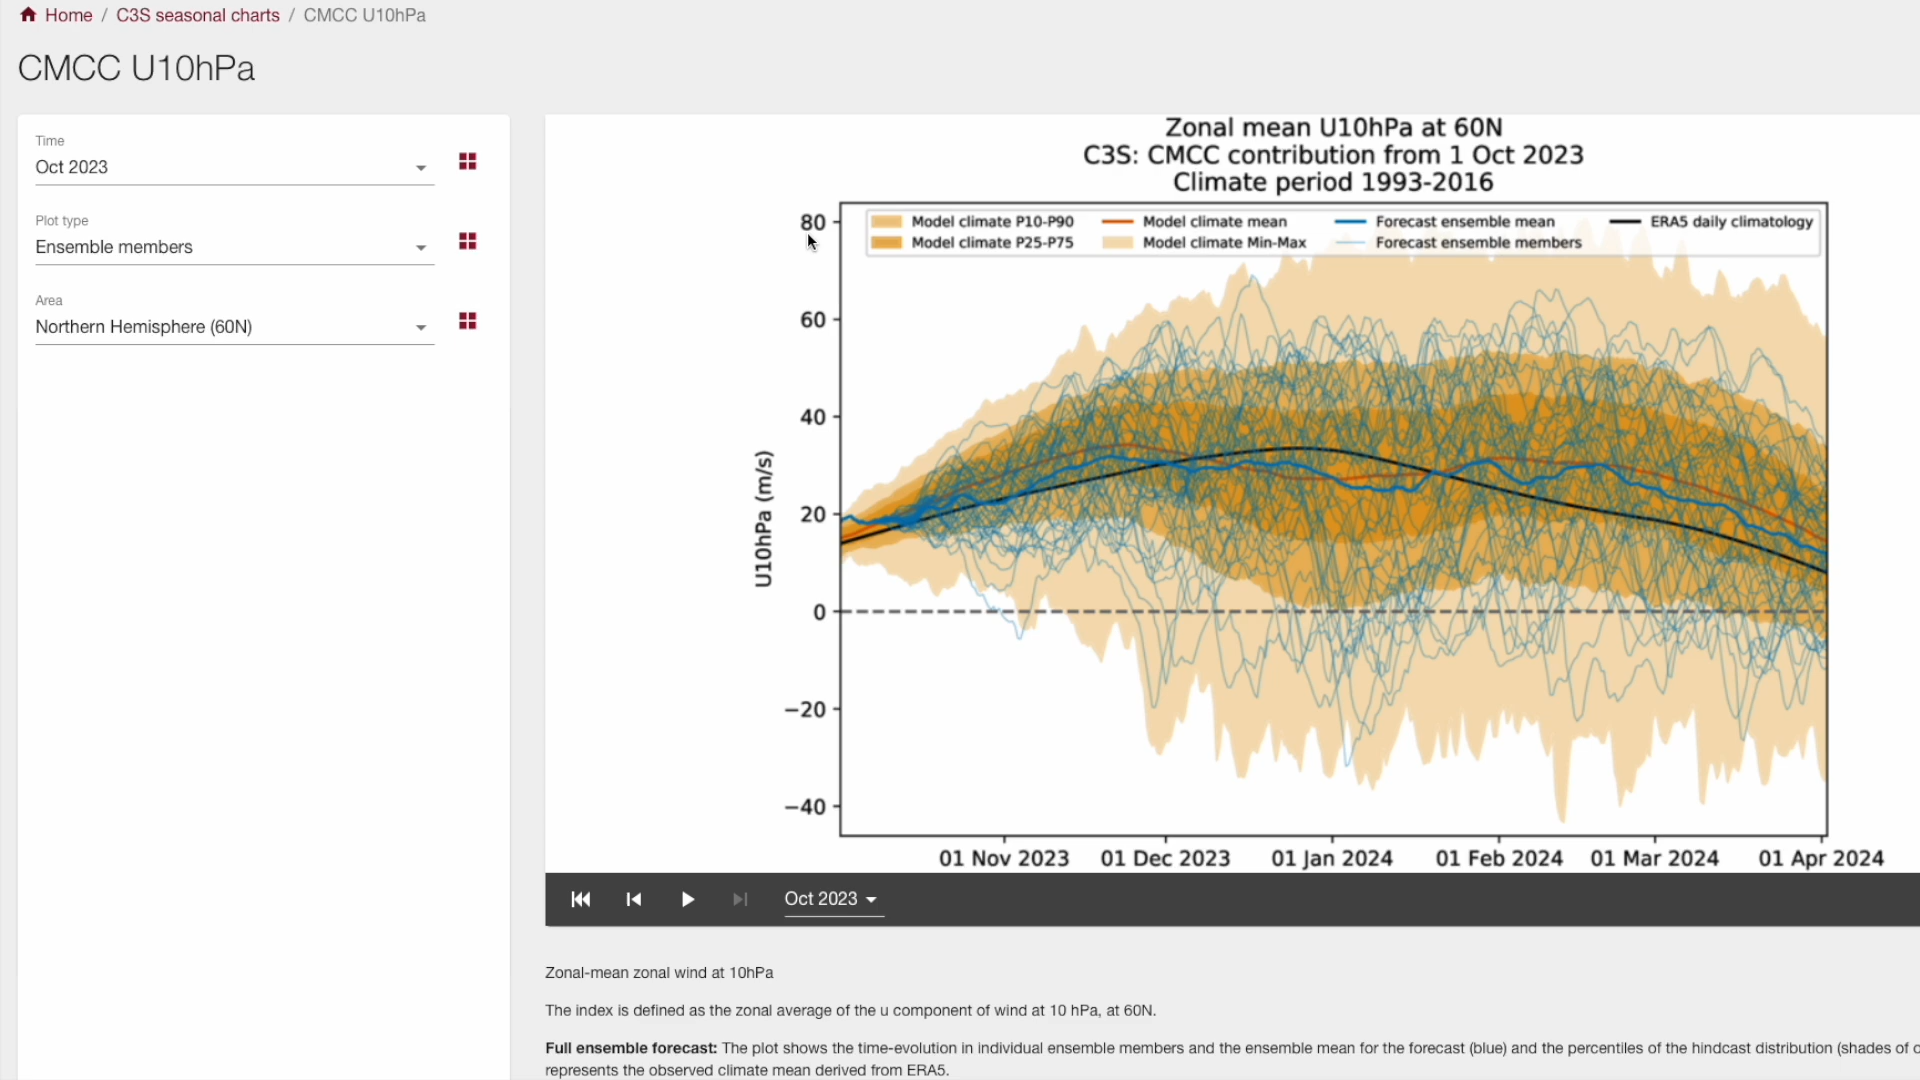 Home / C3S seasonal charts / CMCC U10hPa
CMCC U10hPa
Time
Oct 2023
Plot type
Ensemble members
Area
Northern Hemisphere (60N)
Zonal mean U10hPa at 60N
C3S: CMCC contribution from 1 Oct 2023
Climate period 1993-2016
Model climate P10-P90
Model climate mean
Forecast ensemble mean
ERA5 daily climatology
Model climate P25-P75
Model climate Min-Max
Forecast ensemble members
U10hPa (m/s)
80
60
40
20
0
−20
−40
01 Nov 2023
01 Dec 2023
01 Jan 2024
01 Feb 2024
01 Mar 2024
01 Apr 2024
Oct 2023
Zonal-mean zonal wind at 10hPa
The index is defined as the zonal average of the u component of wind at 10 hPa, at 60N.
Full ensemble forecast: The plot shows the time-evolution in individual ensemble members and the ensemble mean for the forecast (blue) and the percentiles of the hindcast distribution (shades of
represents the observed climate mean derived from ERA5.